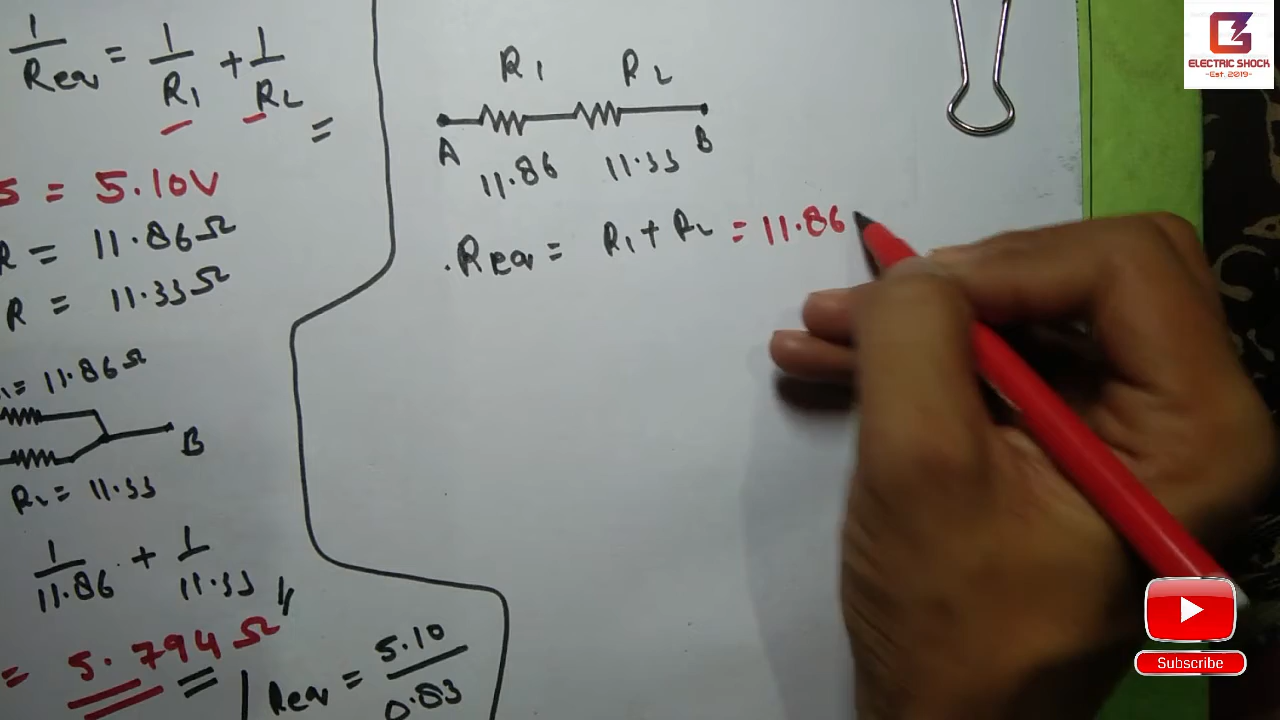 1/Req = 1/R1 + 1/R2 =
S = 5.10V
R = 11.86Ω
R = 11.33Ω
1 = 11.86Ω
B
R2 = 11.33
1/11.86 + 1/11.33
= 5.794Ω
Req = 5.10/0.83
R1 R2
A B
11.86 11.33
Req = R1 + R2 = 11.86
ELECTRIC SHOCK
-Est. 2019-
Subscribe